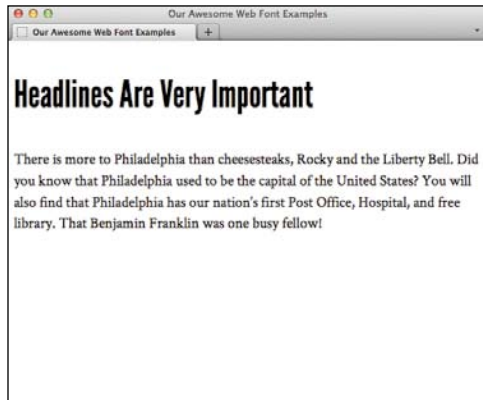 Our Awesome Web Font Examples
Our Awesome Web Font Examples
+
Headlines Are Very Important
There is more to Philadelphia than cheesesteaks, Rocky and the Liberty Bell. Did
you know that Philadelphia used to be the capital of the United States? You will
also find that Philadelphia has our nation's first Post Office, Hospital, and free
library. That Benjamin Franklin was one busy fellow!